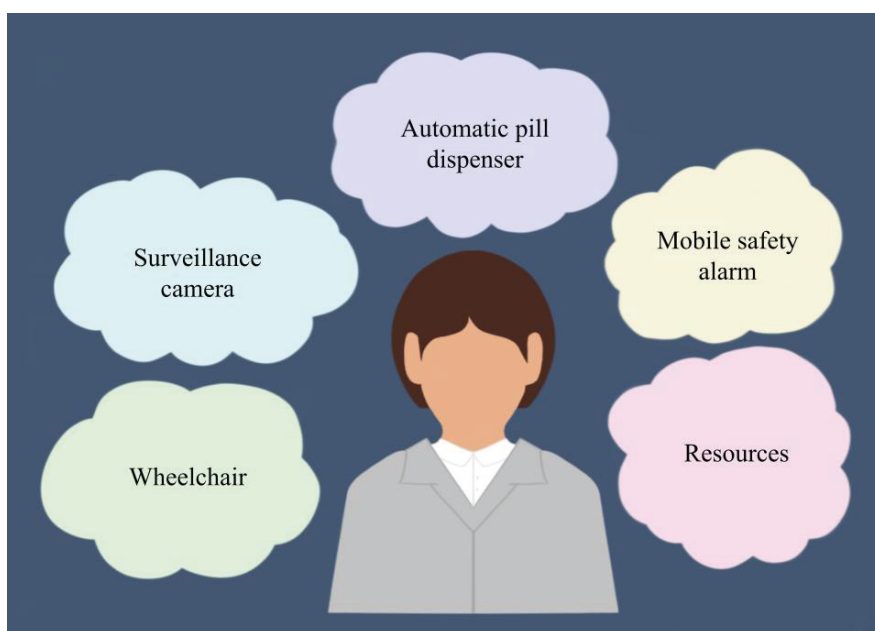 Automatic pill
dispenser
Surveillance
camera
Mobile safety
alarm
Wheelchair
Resources